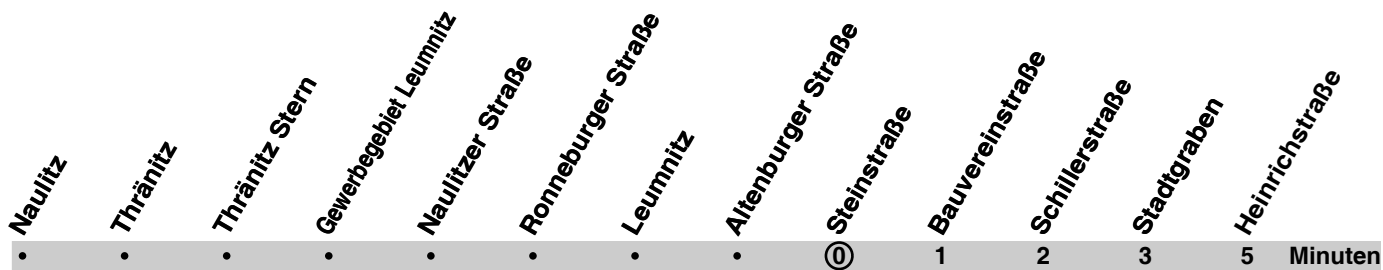 Naulitz
Thränitz
Thränitz Stern
Gewerbegebiet Leumnitz
Naulitzer Straße
Ronneburger Straße
Leumnitz
Altenburger Straße
Steinstraße
Bauvereinstraße
Schillerstraße
Stadtgraben
Heinrichstraße
• • • • • • • • 0 1 2 3 5 Minuten